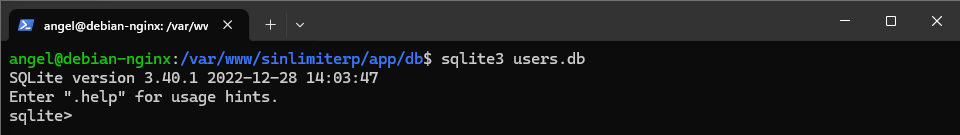 angel@debian-nginx: /var/ww
angel@debian-nginx:/var/www/sinlimiterp/app/db$ sqlite3 users.db
SQLite version 3.40.1 2022-12-28 14:03:47
Enter ".help" for usage hints.
sqlite>